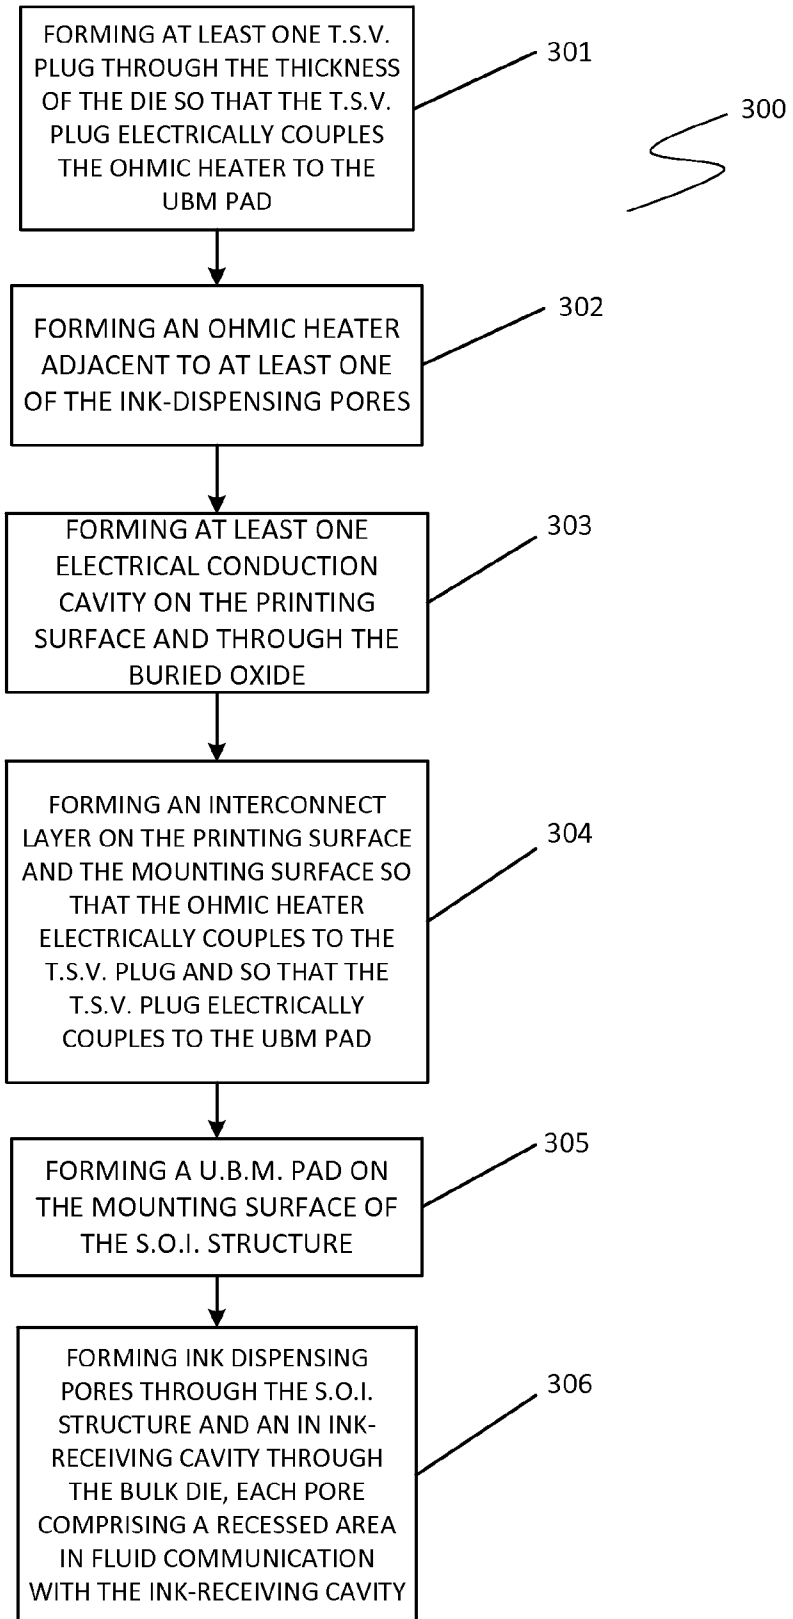 FORMING AT LEAST ONE T.S.V.
PLUG THROUGH THE THICKNESS
OF THE DIE SO THAT THE T.S.V.
PLUG ELECTRICALLY COUPLES
THE OHMIC HEATER TO THE
UBM PAD
301
300
FORMING AN OHMIC HEATER
ADJACENT TO AT LEAST ONE
OF THE INK-DISPENSING PORES
302
FORMING AT LEAST ONE
ELECTRICAL CONDUCTION
CAVITY ON THE PRINTING
SURFACE AND THROUGH THE
BURIED OXIDE
303
FORMING AN INTERCONNECT
LAYER ON THE PRINTING SURFACE
AND THE MOUNTING SURFACE SO
THAT THE OHMIC HEATER
ELECTRICALLY COUPLES TO THE
T.S.V. PLUG AND SO THAT THE
T.S.V. PLUG ELECTRICALLY
COUPLES TO THE UBM PAD
304
FORMING A U.B.M. PAD ON
THE MOUNTING SURFACE OF
THE S.O.I. STRUCTURE
305
FORMING INK DISPENSING
PORES THROUGH THE S.O.I.
STRUCTURE AND AN IN INK-
RECEIVING CAVITY THROUGH
THE BULK DIE, EACH PORE
COMPRISING A RECESSED AREA
IN FLUID COMMUNICATION
WITH THE INK-RECEIVING CAVITY
306